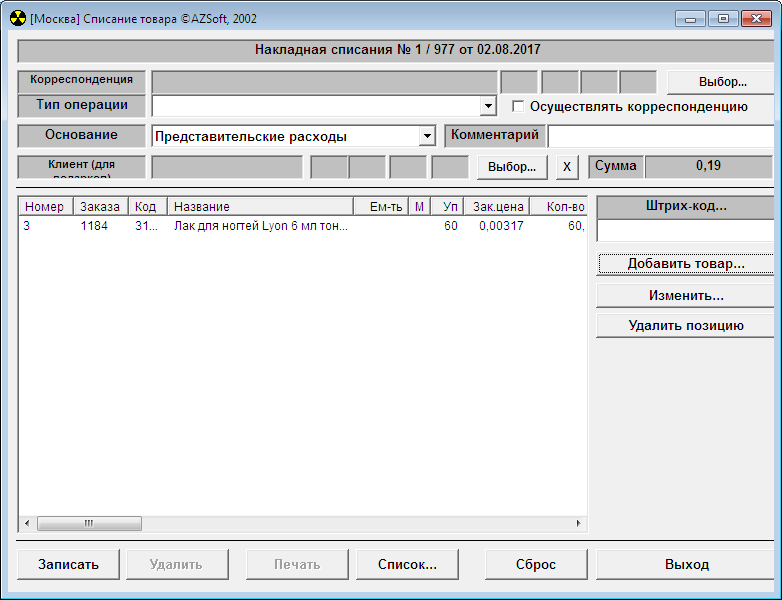 [Москва] Списание товара ©AZSoft, 2002
Накладная списания № 1 / 977 от 02.08.2017
Корреспонденция Выбор...
Тип операции Осуществлять корреспонденцию
Основание Представительские расходы Комментарий
Клиент (для
подарков) Выбор... X Сумма 0,19
Номер Заказа Код Название Ем-ть М Уп Зак.цена Кол-во
3 1184 31... Лак для ногтей Lyon 6 мл тон... 60 0,00317 60,
Штрих-код...
Добавить товар...
Изменить...
Удалить позицию
Записать Удалить Печать Список... Сброс Выход